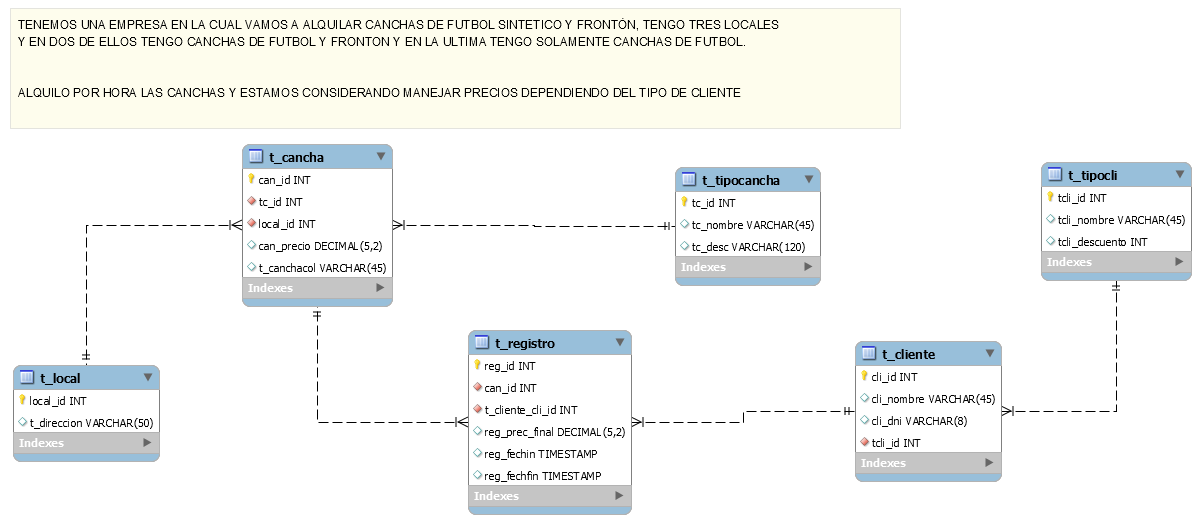 TENEMOS UNA EMPRESA EN LA CUAL VAMOS A ALQUILAR CANCHAS DE FUTBOL SINTETICO Y FRONTÓN, TENGO TRES LOCALES
Y EN DOS DE ELLOS TENGO CANCHAS DE FUTBOL Y FRONTON Y EN LA ULTIMA TENGO SOLAMENTE CANCHAS DE FUTBOL.
ALQUILO POR HORA LAS CANCHAS Y ESTAMOS CONSIDERANDO MANEJAR PRECIOS DEPENDIENDO DEL TIPO DE CLIENTE
t_cancha
can_id INT
tc_id INT
local_id INT
can_precio DECIMAL(5,2)
t_canchacol VARCHAR(45)
Indexes
t_tipocancha
tc_id INT
tc_nombre VARCHAR(45)
tc_desc VARCHAR(120)
Indexes
t_tipocli
tcli_id INT
tcli_nombre VARCHAR(45)
tcli_descuento INT
Indexes
t_local
local_id INT
t_direccion VARCHAR(50)
Indexes
t_registro
reg_id INT
can_id INT
t_cliente_cli_id INT
reg_prec_final DECIMAL(5,2)
reg_fechin TIMESTAMP
reg_fechfin TIMESTAMP
Indexes
t_cliente
cli_id INT
cli_nombre VARCHAR(45)
cli_dni VARCHAR(8)
tcli_id INT
Indexes